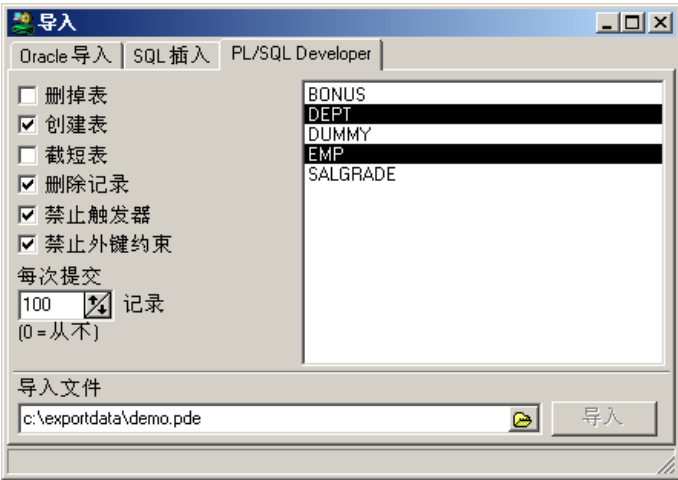 导入
Oracle 导入 SQL 插入 PL/SQL Developer
删掉表
创建表
截短表
删除记录
禁止触发器
禁止外键约束
每次提交
100 记录
(0 = 从不)
BONUS
DEPT
DUMMY
EMP
SALGRADE
导入文件
c:\exportdata\demo.pde 导入